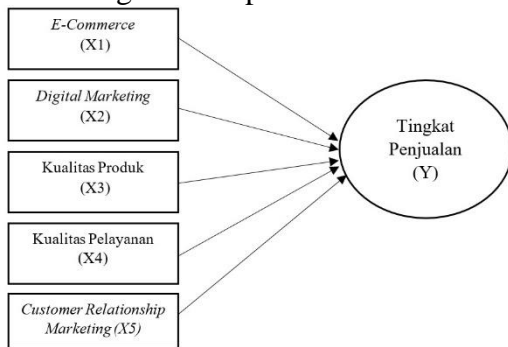 E-Commerce
(X1)
Digital Marketing
(X2)
Kualitas Produk
(X3)
Kualitas Pelayanan
(X4)
Customer Relationship
Marketing (X5)
Tingkat
Penjualan
(Y)